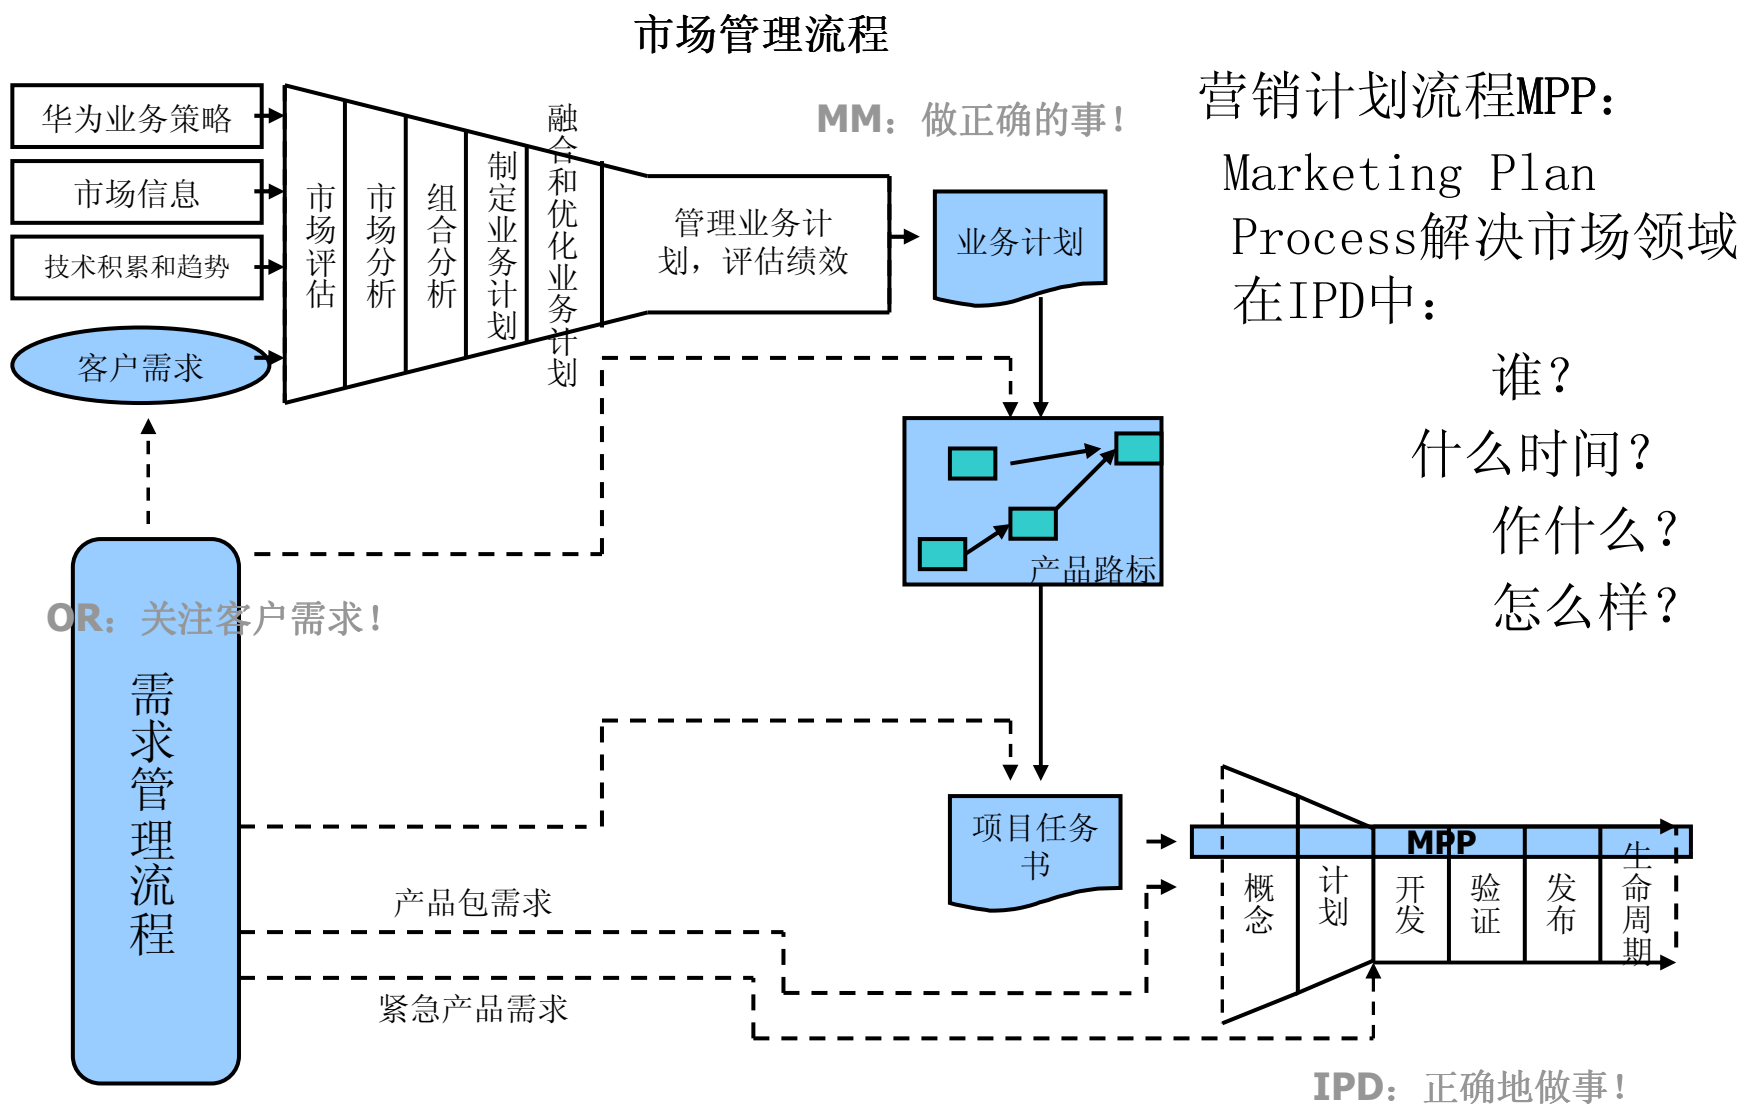 市场管理流程
华为业务策略
市场信息
技术积累和趋势
客户需求
市场评估
市场分析
组合分析
制定业务计划
融合和优化业务计划
管理业务计
划，评估绩效
MM：做正确的事！
业务计划
营销计划流程MPP：
Marketing Plan
Process解决市场领域
在IPD中：
谁？
什么时间？
作什么？
怎么样？
产品路标
OR：关注客户需求！
需求管理流程
项目任务
书
产品包需求
紧急产品需求
MPP
概念
计划
开发
验证
发布
生命周期
IPD：正确地做事！